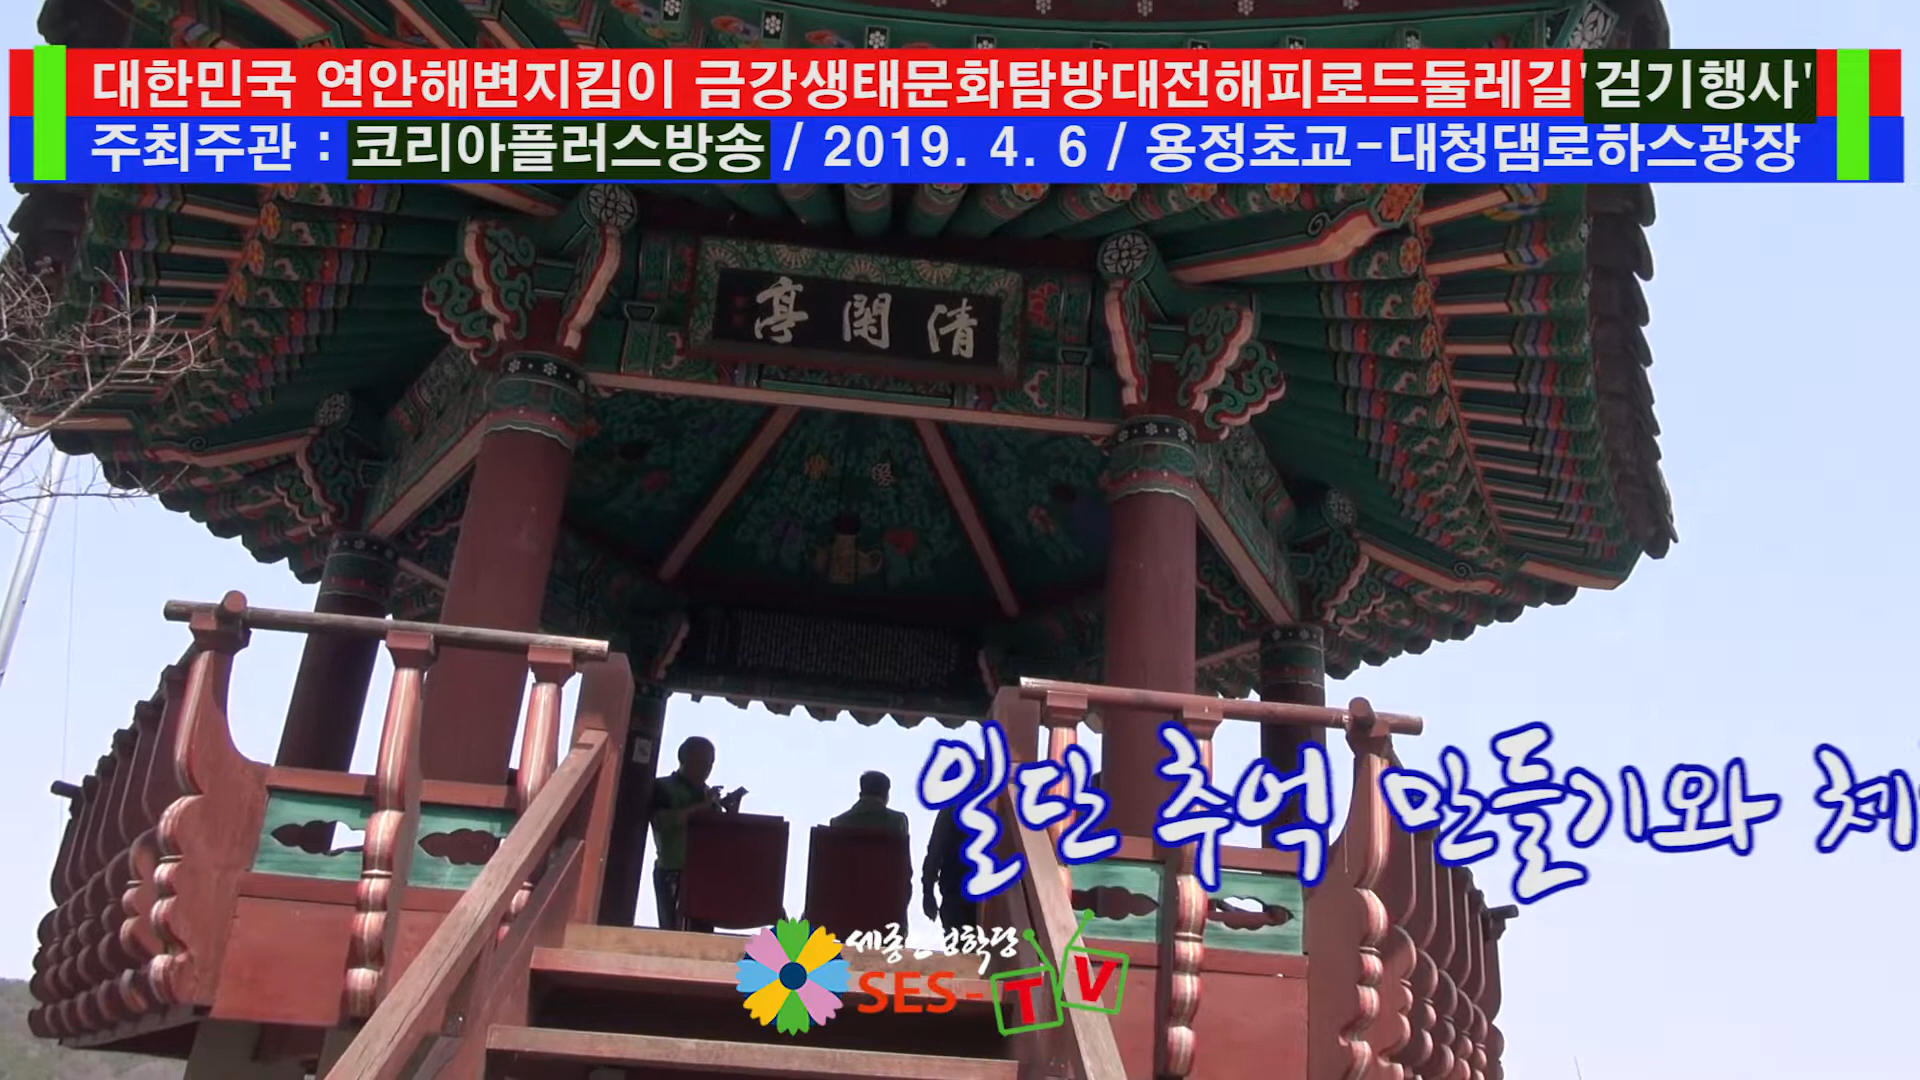 대한민국 연안해변지킴이 금강생태문화탐방대전해피로드둘레길'걷기행사'
주최주관 : 코리아플러스방송 / 2019. 4. 6 / 용정초교-대청댐로하스광장
亭閑清
일단 추억 만들기와 체
SES-TV